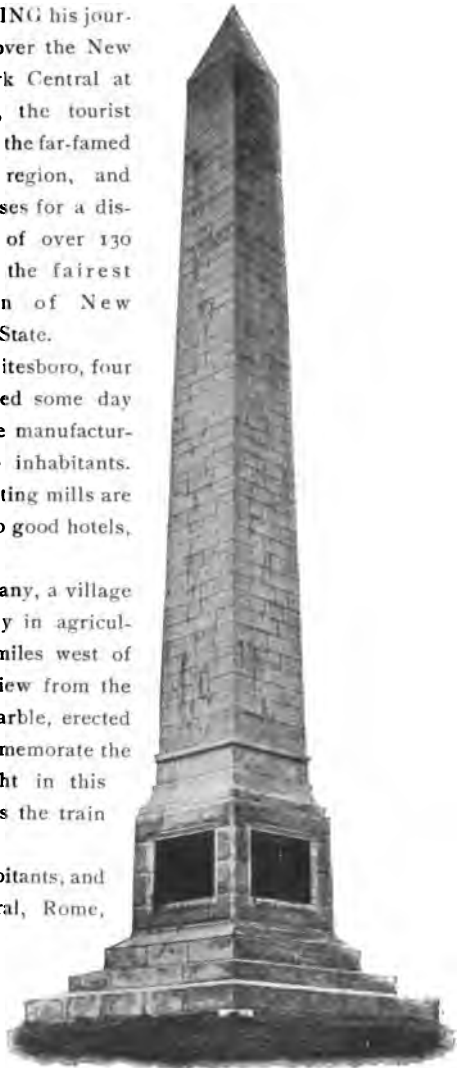 ING his jour-
over the New
rk Central at
, the tourist
the far-famed
region, and
ses for a dis-
of over 130
the fairest
n of New
State.
itesboro, four
ed some day
e manufactur-
inhabitants.
ting mills are
o good hotels,
any, a village
y in agricul-
miles west of
iew from the
arble, erected
memorate the
ht in this
s the train
bitants, and
ral, Rome,